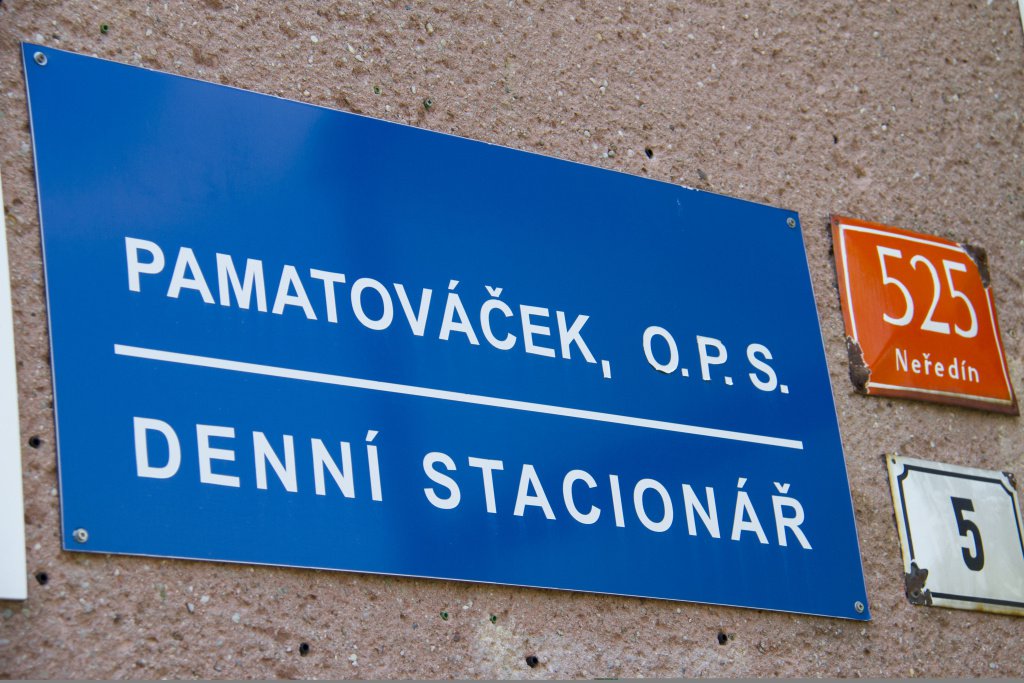 PAMATOVÁČEK, O.P.S.
DENNÍ STACIONÁŘ
525
Neředín
5